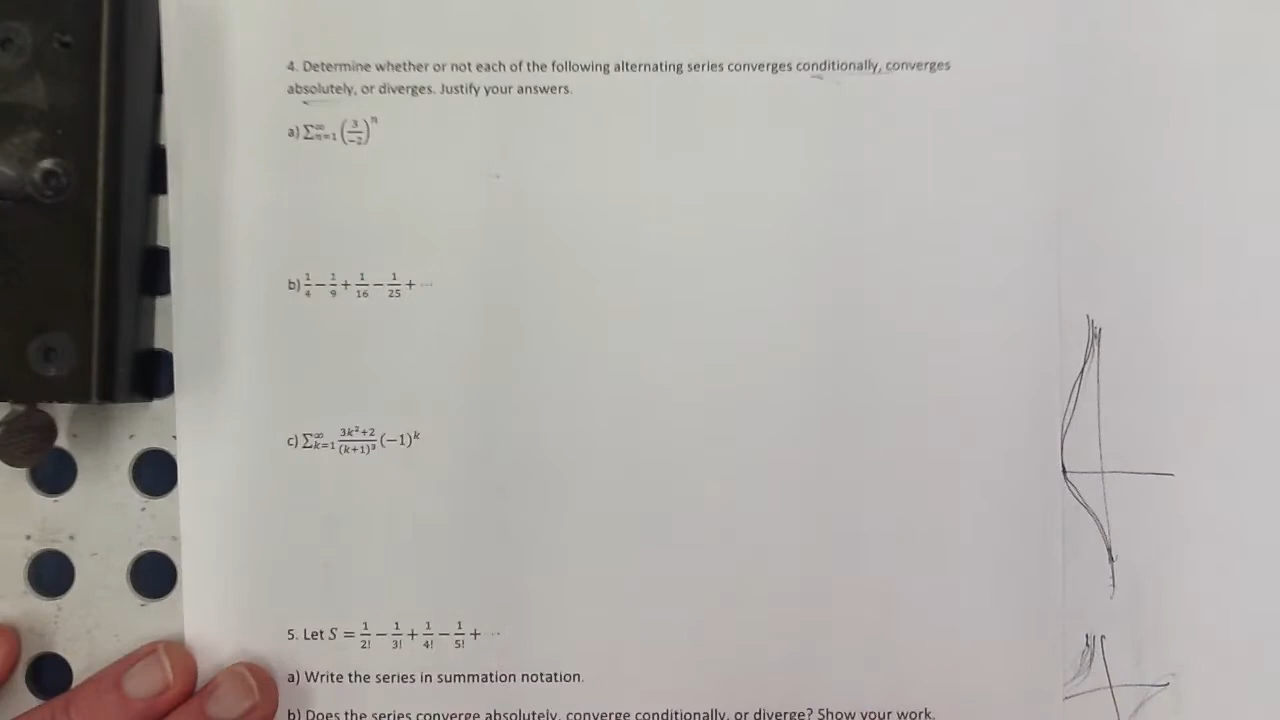 4. Determine whether or not each of the following alternating series converges conditionally, converges
absolutely, or diverges. Justify your answers.
a) ∑_{n=1}^{∞} (3/−2)^n
b) 1/4 − 1/9 + 1/16 − 1/25 + ⋯
c) ∑_{k=1}^{∞} (3k²+2)/(k+1)³ (−1)^k
5. Let S = 1/2! − 1/3! + 1/4! − 1/5! + ⋯
a) Write the series in summation notation.
b) Does the series converge absolutely, converge conditionally, or diverge? Show your work.